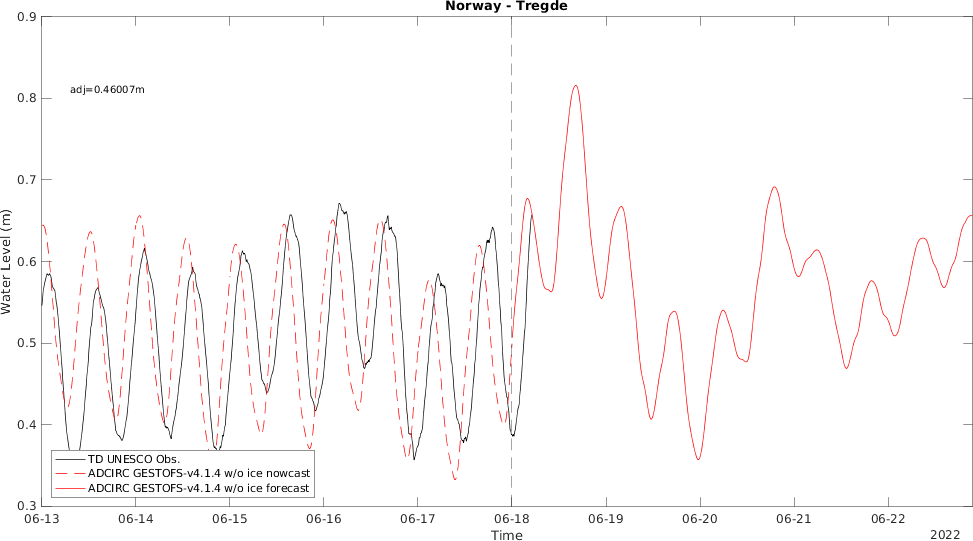 Norway - Tregde
0.9
0.8
0.7
0.6
0.5
0.4
0.3
Water Level (m)
adj=0.46007m
TD UNESCO Obs.
ADCIRC GESTOFS-v4.1.4 w/o ice nowcast
ADCIRC GESTOFS-v4.1.4 w/o ice forecast
06-13 06-14 06-15 06-16 06-17 06-18 06-19 06-20 06-21 06-22
Time
2022